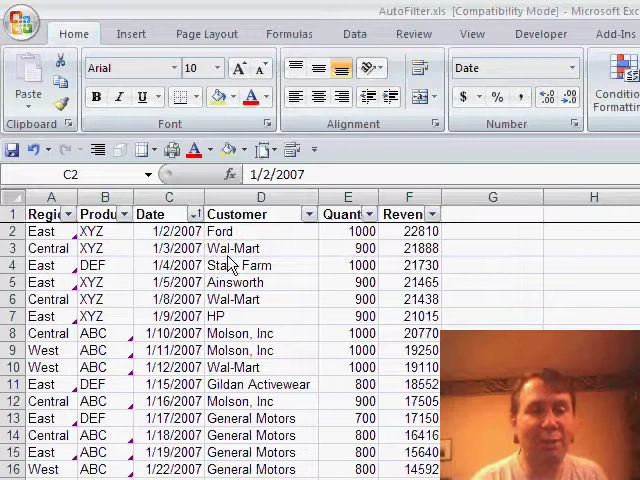 AutoFilter.xls [Compatibility Mode] - Microsoft Exc
Home Insert Page Layout Formulas Data Review View Developer Add-Ins
Arial 10 Date
Paste B I U $ % , Conditio
Formatting
Clipboard Font Alignment Number
C2 fx 1/2/2007
A B C D E F G H
1 Regi Produ Date Customer Quant Reven
2 East XYZ 1/2/2007 Ford 1000 22810
3 Central XYZ 1/3/2007 Wal-Mart 900 21888
4 East DEF 1/4/2007 State Farm 1000 21730
5 East XYZ 1/5/2007 Ainsworth 900 21465
6 Central XYZ 1/8/2007 Wal-Mart 900 21438
7 East XYZ 1/9/2007 HP 900 21015
8 Central ABC 1/10/2007 Molson, Inc 1000 20770
9 West ABC 1/11/2007 Molson, Inc 1000 19250
10 West ABC 1/12/2007 Wal-Mart 1000 19110
11 East DEF 1/15/2007 Gildan Activewear 800 18552
12 Central ABC 1/16/2007 Molson, Inc 900 17505
13 East DEF 1/17/2007 General Motors 700 17150
14 Central ABC 1/18/2007 General Motors 800 16416
15 East ABC 1/19/2007 General Motors 800 15640
16 West ABC 1/22/2007 General Motors 800 14592